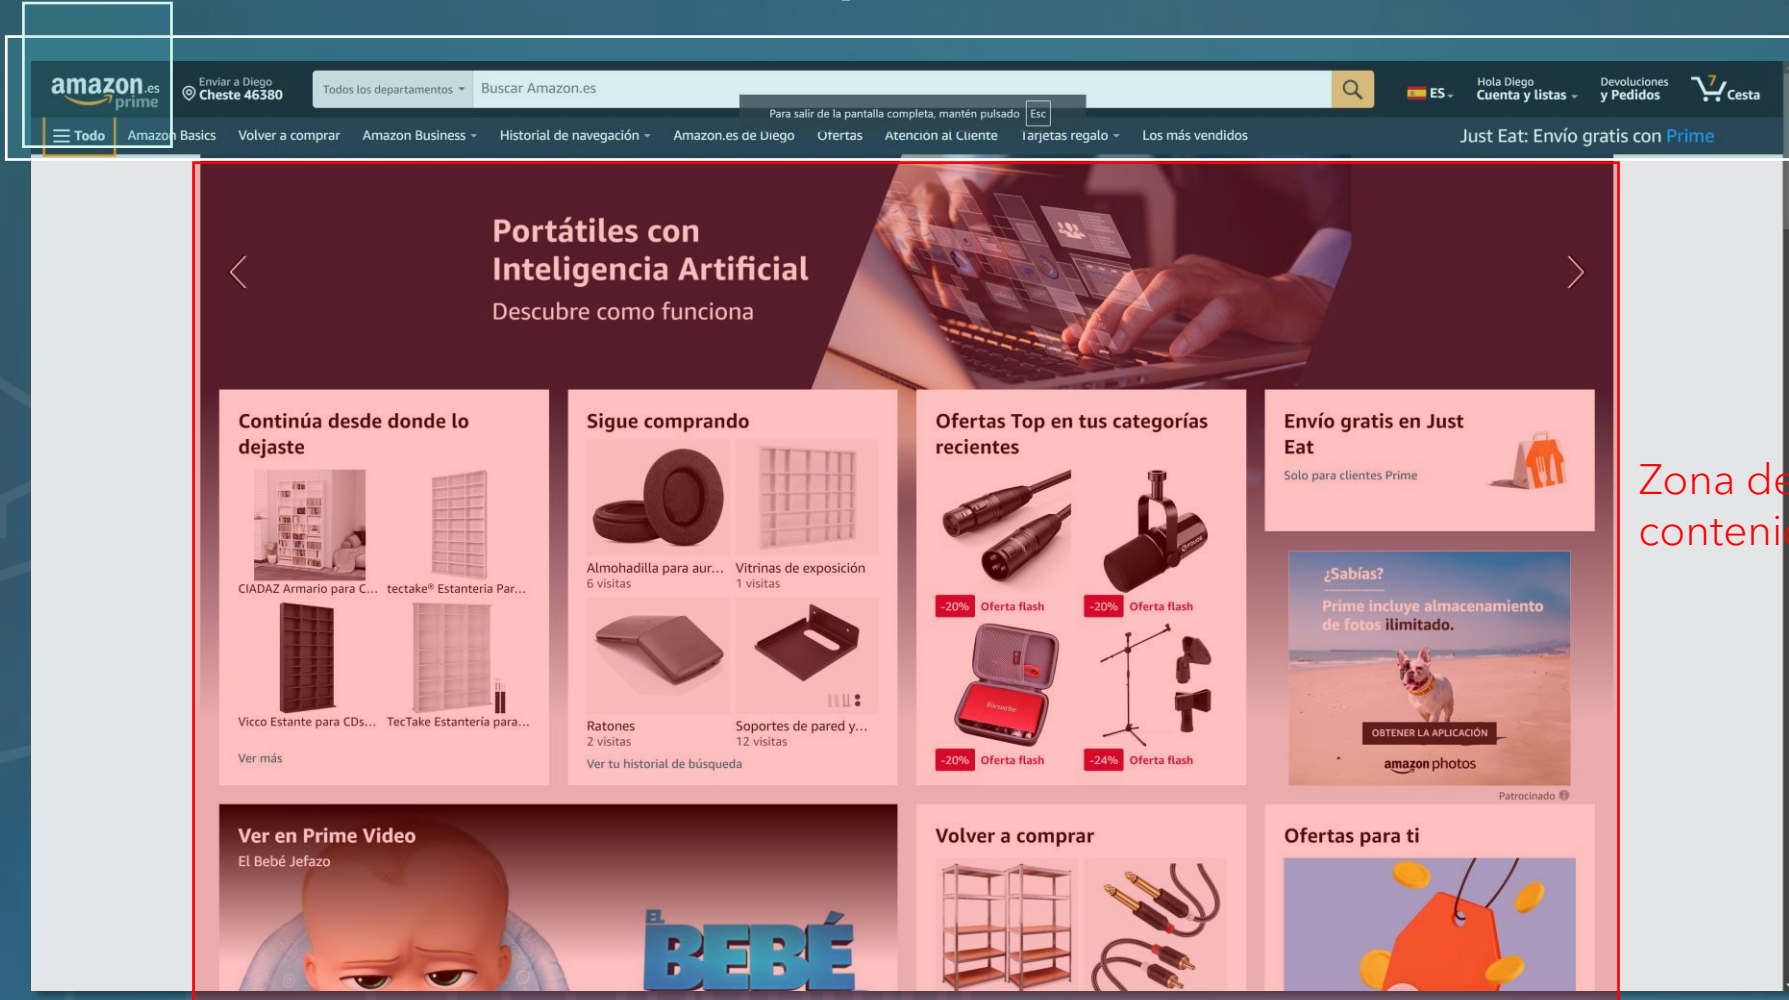 amazon.es
prime
Enviar a Diego
Cheste 46380
Todos los departamentos
Buscar Amazon.es
ES
Hola Diego
Cuenta y listas
Devoluciones
y Pedidos
7
Cesta
Para salir de la pantalla completa, mantén pulsado Esc
Todo
Amazon Basics
Volver a comprar
Amazon Business
Historial de navegación
Amazon.es de Diego
Ofertas
Atención al Cliente
Tarjetas regalo
Los más vendidos
Just Eat: Envío gratis con Prime
Portátiles con
Inteligencia Artificial
Descubre como funciona
Continúa desde donde lo
dejaste
CIADAZ Armario para C...
tectake® Estanteria Par...
Vicco Estante para CDs...
TecTake Estantería para...
Ver más
Sigue comprando
Almohadilla para aur...
6 visitas
Vitrinas de exposición
1 visitas
Ratones
2 visitas
Soportes de pared y...
12 visitas
Ver tu historial de búsqueda
Ofertas Top en tus categorías
recientes
-20% Oferta flash
-20% Oferta flash
-20% Oferta flash
-24% Oferta flash
Envío gratis en Just
Eat
Solo para clientes Prime
¿Sabías?
Prime incluye almacenamiento
de fotos ilimitado.
OBTENER LA APLICACIÓN
amazon photos
Patrocinado
Zona de
Ver en Prime Video
El Bebé Jefazo
EL
BEBÉ
Volver a comprar
Ofertas para ti